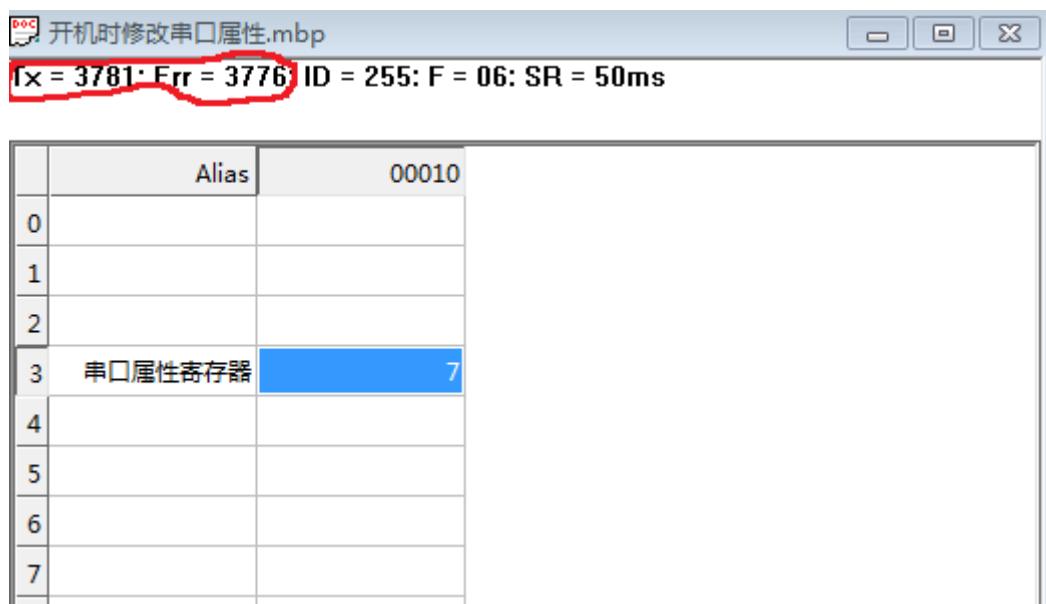 DOC
开机时修改串口属性.mbp
Tx = 3781: Err = 3776: ID = 255: F = 06: SR = 50ms
Alias 00010
0
1
2
3 串口属性寄存器 7
4
5
6
7